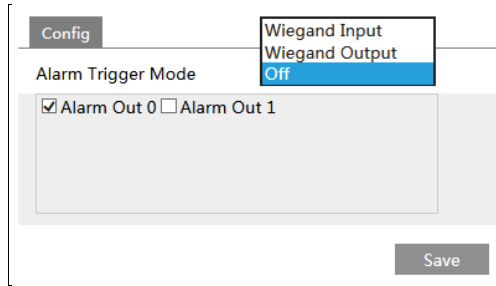 Config
Wiegand Input
Wiegand Output
Alarm Trigger Mode Off
Alarm Out 0 Alarm Out 1
Save